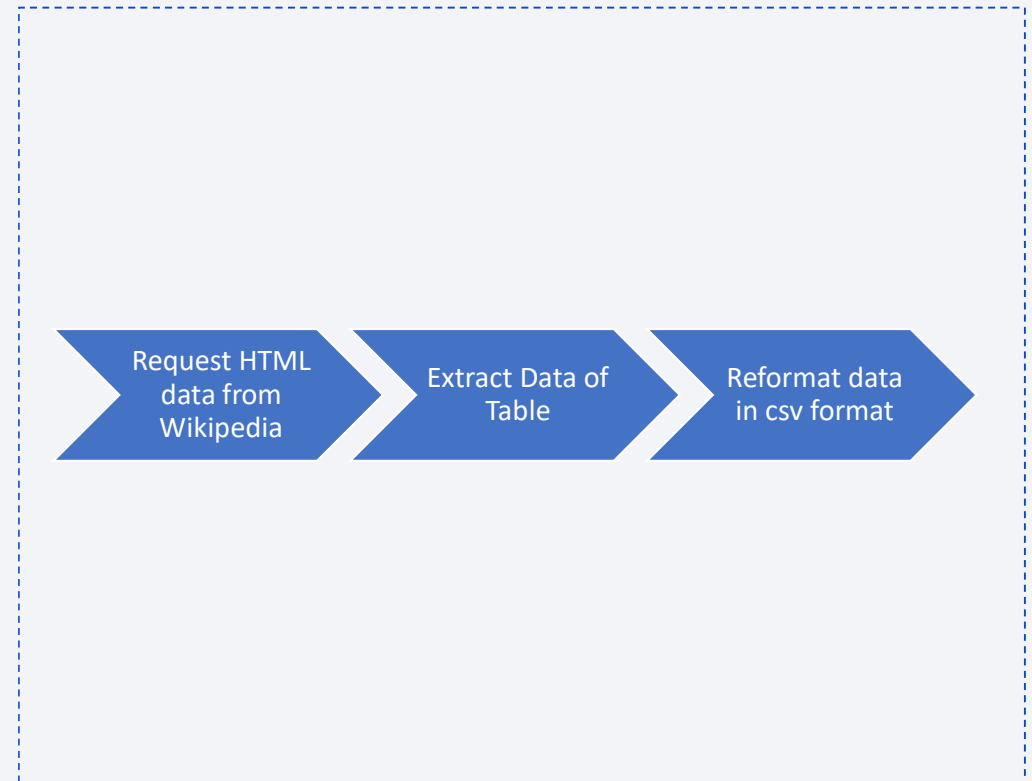 Request HTML
data from
Wikipedia
Extract Data of
Table
Reformat data
in csv format